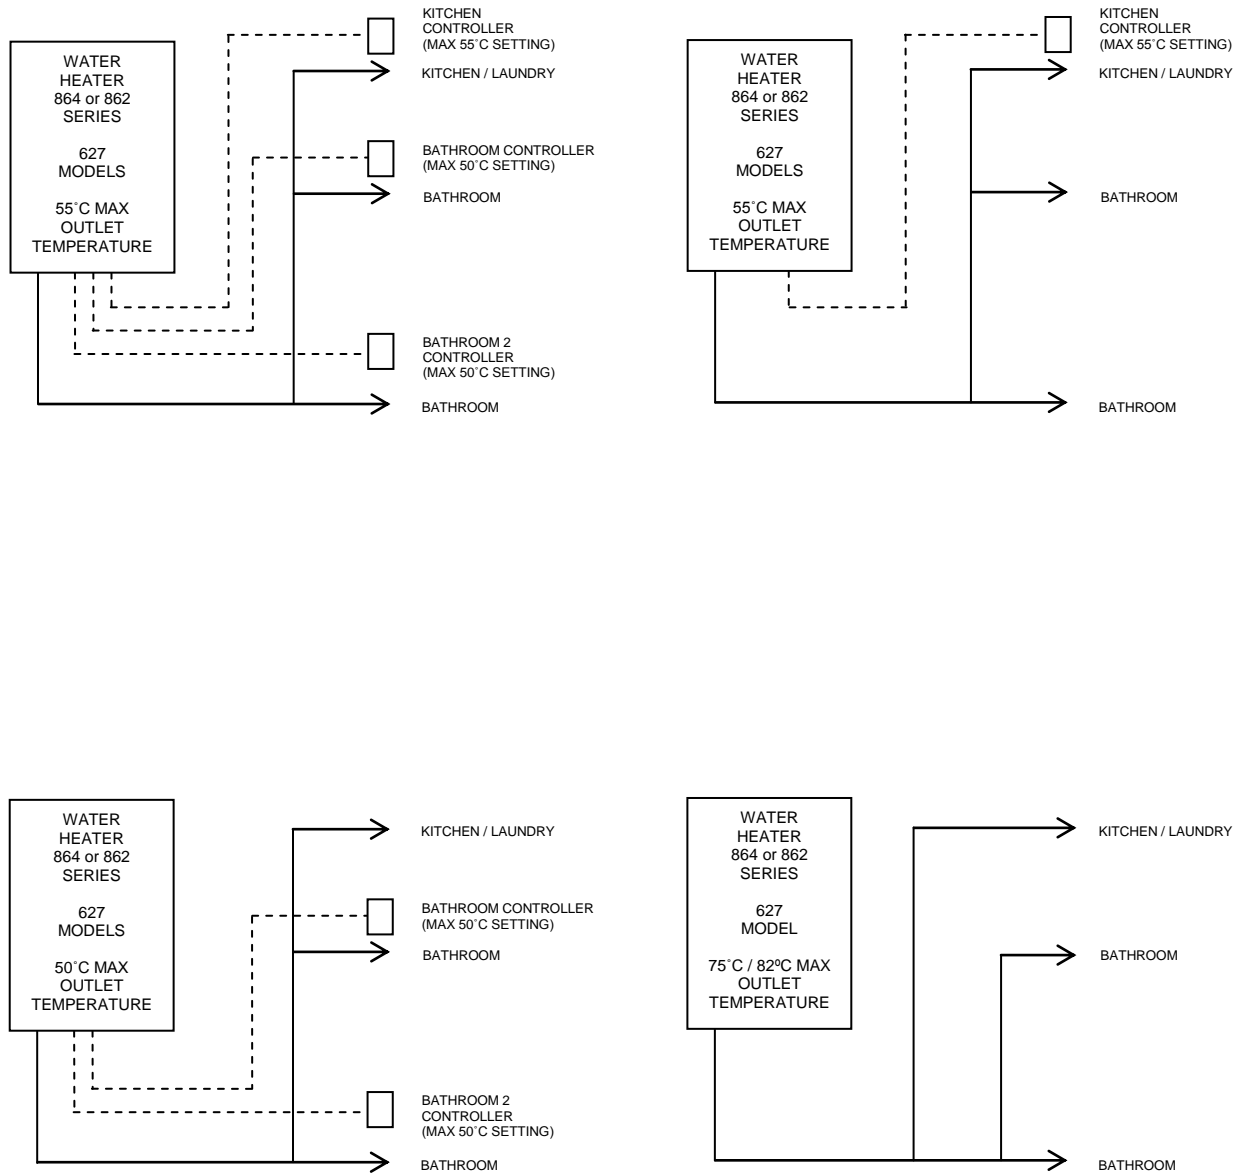 KITCHEN
CONTROLLER
(MAX 55˚C SETTING)
WATER
HEATER
864 or 862
SERIES
627
MODELS
55˚C MAX
OUTLET
TEMPERATURE
KITCHEN / LAUNDRY
BATHROOM CONTROLLER
(MAX 50˚C SETTING)
BATHROOM
BATHROOM 2
CONTROLLER
(MAX 50˚C SETTING)
BATHROOM
KITCHEN
CONTROLLER
(MAX 55˚C SETTING)
WATER
HEATER
864 or 862
SERIES
627
MODELS
55˚C MAX
OUTLET
TEMPERATURE
KITCHEN / LAUNDRY
BATHROOM
BATHROOM
WATER
HEATER
864 or 862
SERIES
627
MODELS
50˚C MAX
OUTLET
TEMPERATURE
KITCHEN / LAUNDRY
BATHROOM CONTROLLER
(MAX 50˚C SETTING)
BATHROOM
BATHROOM 2
CONTROLLER
(MAX 50˚C SETTING)
BATHROOM
WATER
HEATER
864 or 862
SERIES
627
MODEL
75˚C / 82ºC MAX
OUTLET
TEMPERATURE
KITCHEN / LAUNDRY
BATHROOM
BATHROOM